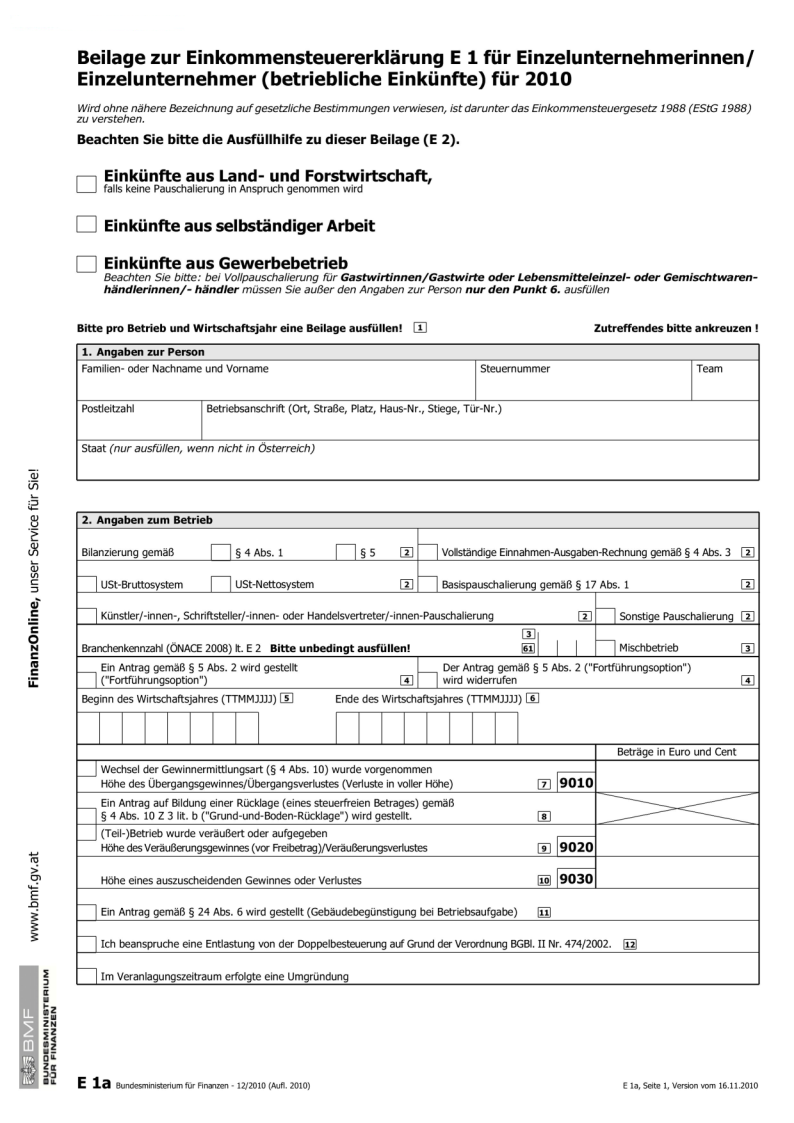 Beilage zur Einkommensteuererklärung E 1 für Einzelunternehmerinnen/
Einzelunternehmer (betriebliche Einkünfte) für 2010
Wird ohne nähere Bezeichnung auf gesetzliche Bestimmungen verwiesen, ist darunter das Einkommensteuergesetz 1988 (EStG 1988)
zu verstehen.
Beachten Sie bitte die Ausfüllhilfe zu dieser Beilage (E 2).
Einkünfte aus Land- und Forstwirtschaft,
falls keine Pauschalierung in Anspruch genommen wird
Einkünfte aus selbständiger Arbeit
Einkünfte aus Gewerbebetrieb
Beachten Sie bitte: bei Vollpauschalierung für Gastwirtinnen/Gastwirte oder Lebensmitteleinzel- oder Gemischtwaren-
händlerinnen/- händler müssen Sie außer den Angaben zur Person nur den Punkt 6. ausfüllen
Bitte pro Betrieb und Wirtschaftsjahr eine Beilage ausfüllen! 1 Zutreffendes bitte ankreuzen !
1. Angaben zur Person
Familien- oder Nachname und Vorname Steuernummer Team
Postleitzahl Betriebsanschrift (Ort, Straße, Platz, Haus-Nr., Stiege, Tür-Nr.)
Staat (nur ausfüllen, wenn nicht in Österreich)
2. Angaben zum Betrieb
Bilanzierung gemäß § 4 Abs. 1 § 5 2 Vollständige Einnahmen-Ausgaben-Rechnung gemäß § 4 Abs. 3 2
USt-Bruttosystem USt-Nettosystem 2 Basispauschalierung gemäß § 17 Abs. 1 2
Künstler/-innen-, Schriftsteller/-innen- oder Handelsvertreter/-innen-Pauschalierung 2 Sonstige Pauschalierung 2
3
Branchenkennzahl (ÖNACE 2008) lt. E 2 Bitte unbedingt ausfüllen! 61 Mischbetrieb 3
Ein Antrag gemäß § 5 Abs. 2 wird gestellt
("Fortführungsoption") 4
Der Antrag gemäß § 5 Abs. 2 ("Fortführungsoption")
wird widerrufen 4
Beginn des Wirtschaftsjahres (TTMMJJJJ) 5 Ende des Wirtschaftsjahres (TTMMJJJJ) 6
Beträge in Euro und Cent
Wechsel der Gewinnermittlungsart (§ 4 Abs. 10) wurde vorgenommen
Höhe des Übergangsgewinnes/Übergangsverlustes (Verluste in voller Höhe) 7 9010
Ein Antrag auf Bildung einer Rücklage (eines steuerfreien Betrages) gemäß
§ 4 Abs. 10 Z 3 lit. b ("Grund-und-Boden-Rücklage") wird gestellt. 8
(Teil-)Betrieb wurde veräußert oder aufgegeben
Höhe des Veräußerungsgewinnes (vor Freibetrag)/Veräußerungsverlustes 9 9020
Höhe eines auszuscheidenden Gewinnes oder Verlustes 10 9030
Ein Antrag gemäß § 24 Abs. 6 wird gestellt (Gebäudebegünstigung bei Betriebsaufgabe) 11
Ich beanspruche eine Entlastung von der Doppelbesteuerung auf Grund der Verordnung BGBl. II Nr. 474/2002. 12
Im Veranlagungszeitraum erfolgte eine Umgründung
FinanzOnline, unser Service für Sie!
www.bmf.gv.at
BMF
BUNDESMINISTERIUM
FÜR FINANZEN
E 1a Bundesministerium für Finanzen - 12/2010 (Aufl. 2010) E 1a, Seite 1, Version vom 16.11.2010